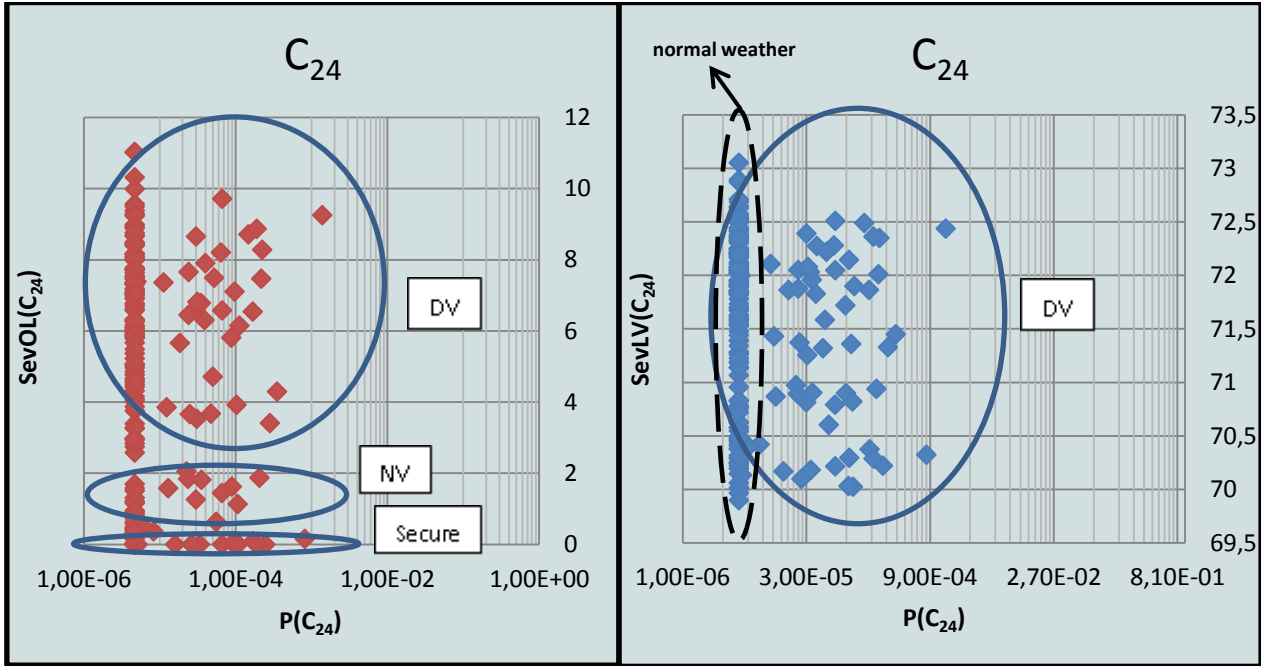 C24
12
10
8
6
4
2
0
SevOL(C24)
DV
NV
Secure
1,00E-06 1,00E-04 1,00E-02 1,00E+00
P(C24)
normal weather
C24
73,5
73
72,5
72
71,5
71
70,5
70
69,5
SevLV(C24)
DV
1,00E-06 3,00E-05 9,00E-04 2,70E-02 8,10E-01
P(C24)